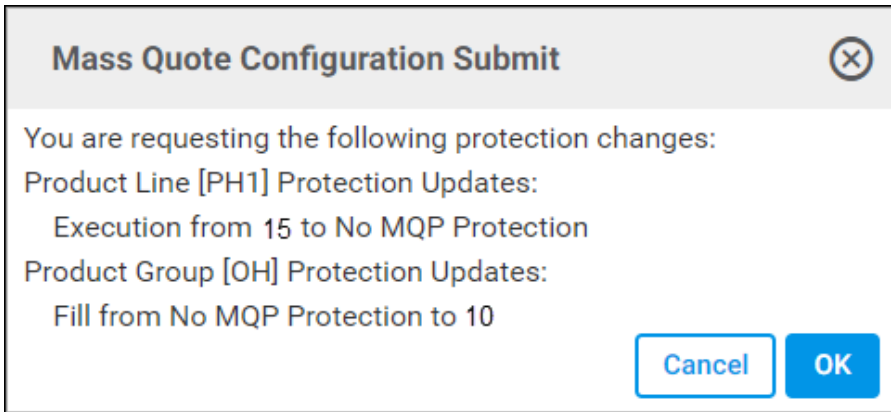 Mass Quote Configuration Submit
You are requesting the following protection changes:
Product Line [PH1] Protection Updates:
Execution from 15 to No MQP Protection
Product Group [OH] Protection Updates:
Fill from No MQP Protection to 10
Cancel OK